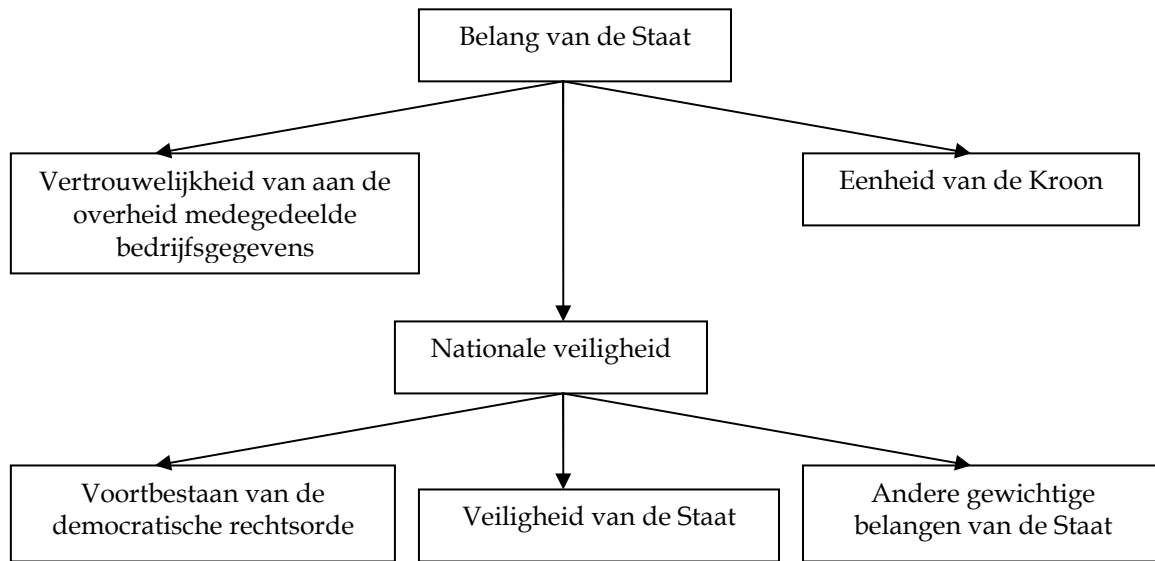 Belang van de Staat
Vertrouwelijkheid van aan de
overheid medegedeelde
bedrijfsgegevens
Eenheid van de Kroon
Nationale veiligheid
Voortbestaan van de
democratische rechtsorde
Veiligheid van de Staat
Andere gewichtige
belangen van de Staat